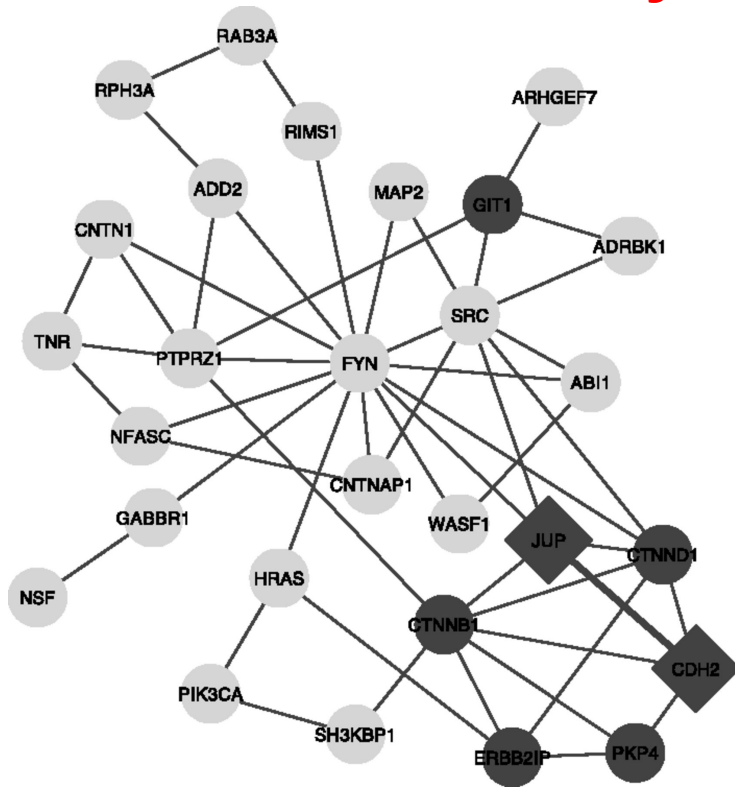 RAB3A
RPH3A
ARHGEF7
RIMS1
ADD2
MAP2
GIT1
CNTN1
ADRBK1
SRC
TNR
PTPRZ1
FYN
ABI1
NFASC
CNTNAP1
GABBR1
WASF1
JUP
CTNND1
HRAS
NSF
CTNNB1
CDH2
PIK3CA
SH3KBP1
ERBB2IP
PKP4